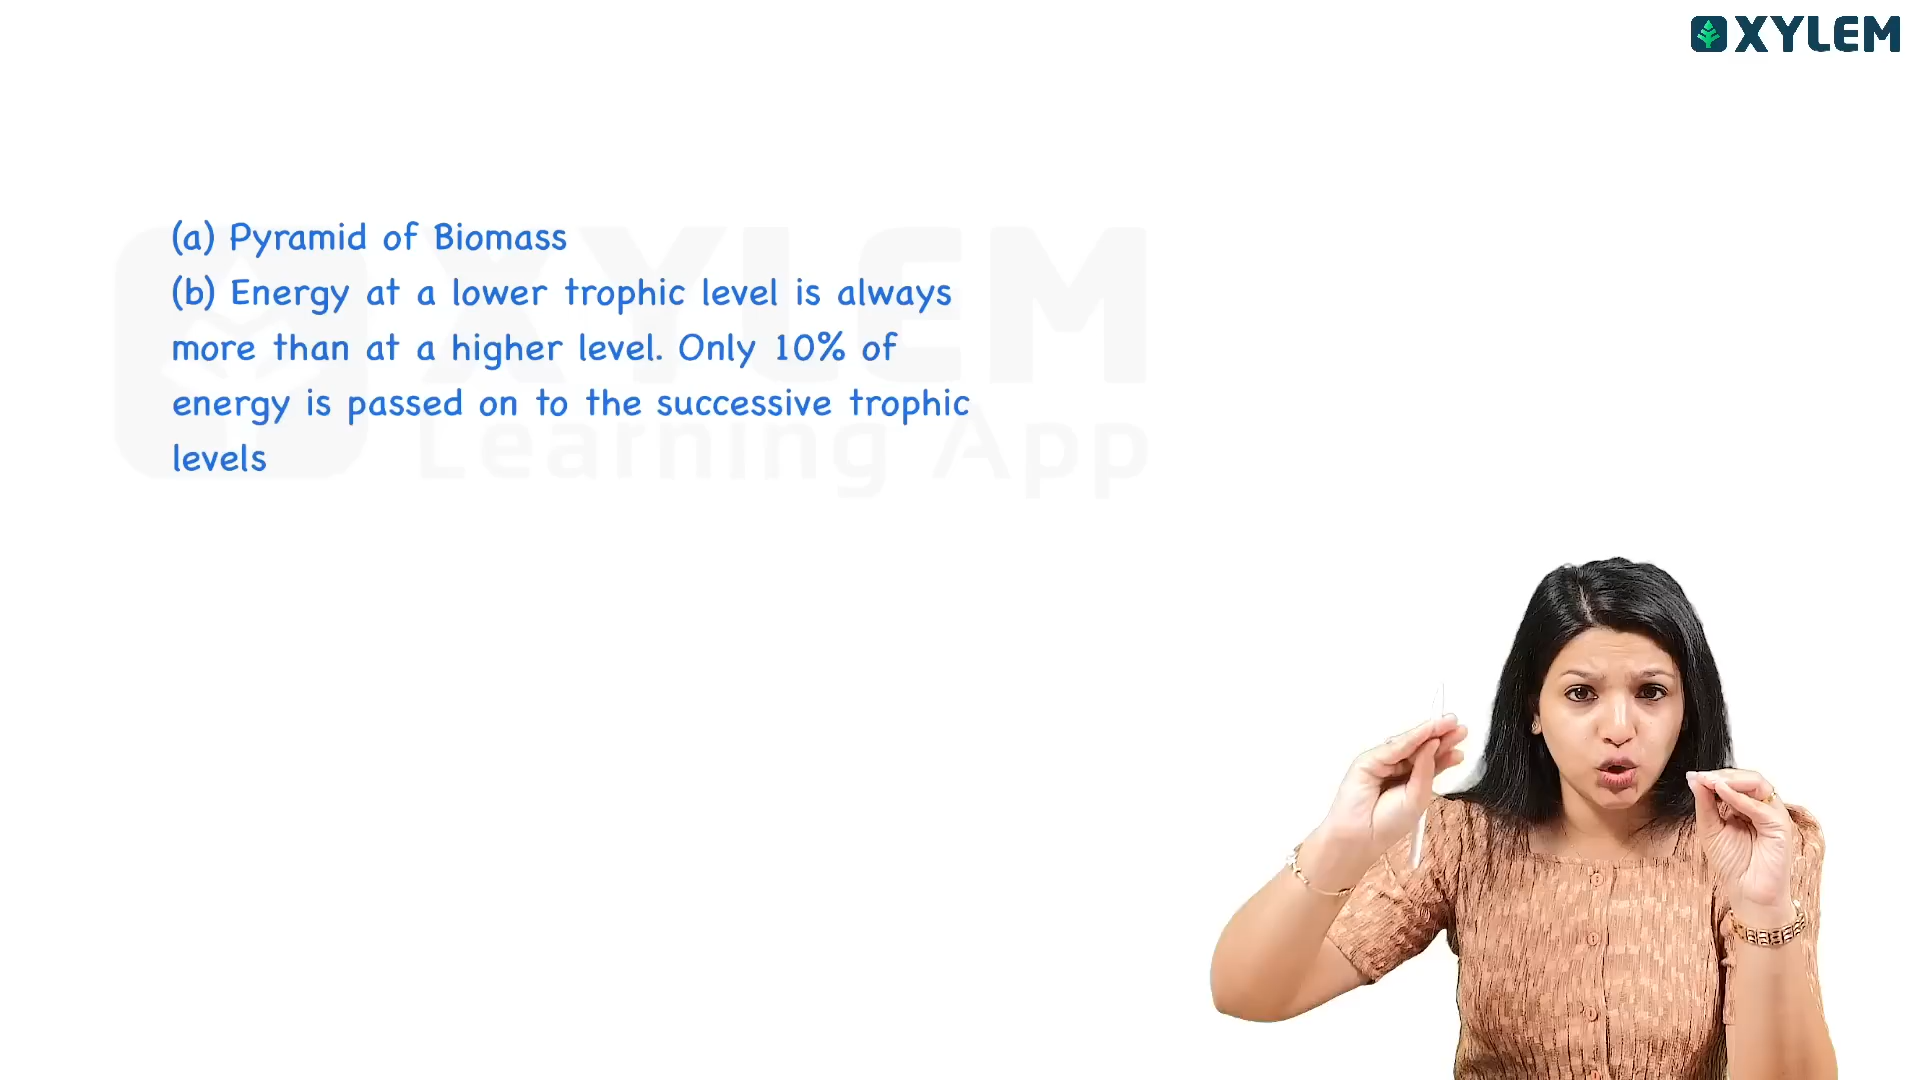 XYLEM
(a) Pyramid of Biomass
(b) Energy at a lower trophic level is always
more than at a higher level. Only 10% of
energy is passed on to the successive trophic
levels
XYLEM
Learning App